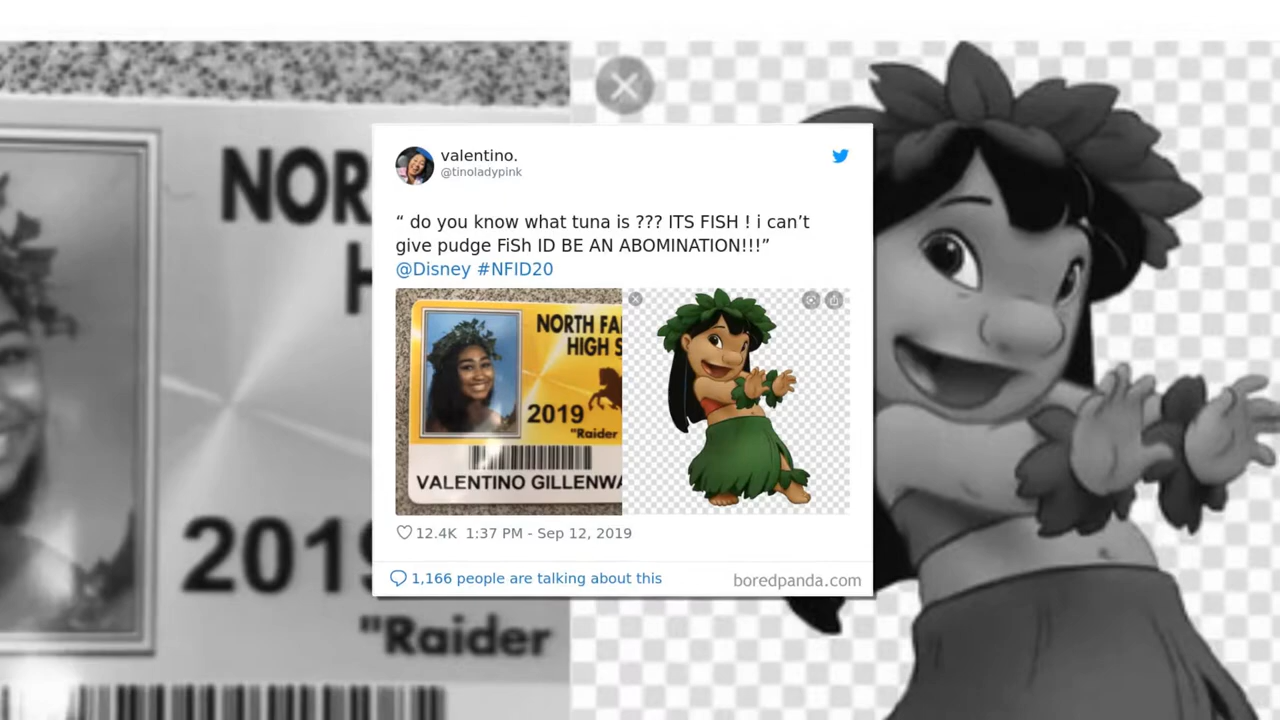 valentino.
@tinoladypink
“ do you know what tuna is ??? ITS FISH ! i can’t
give pudge FiSh ID BE AN ABOMINATION!!!”
@Disney #NFID20
NORTH FA
HIGH S
2019
"Raider
VALENTINO GILLENWA
12.4K 1:37 PM - Sep 12, 2019
1,166 people are talking about this
boredpanda.com
NOR
H
2019
"Raider